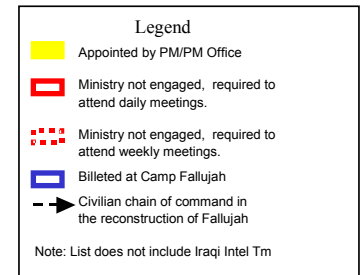 Legend
Appointed by PM/PM Office
Ministry not engaged, required to
attend daily meetings.
Ministry not engaged, required to
attend weekly meetings.
Billeted at Camp Fallujah
Civilian chain of command in
the reconstruction of Fallujah
Note: List does not include Iraqi Intel Tm